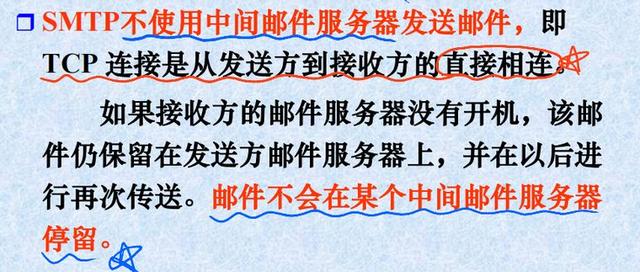 SMTP不使用中间邮件服务器发送邮件，即
TCP 连接是从发送方到接收方的直接相连。
如果接收方的邮件服务器没有开机，该邮
件仍保留在发送方邮件服务器上，并在以后进
行再次传送。邮件不会在某个中间邮件服务器
停留。